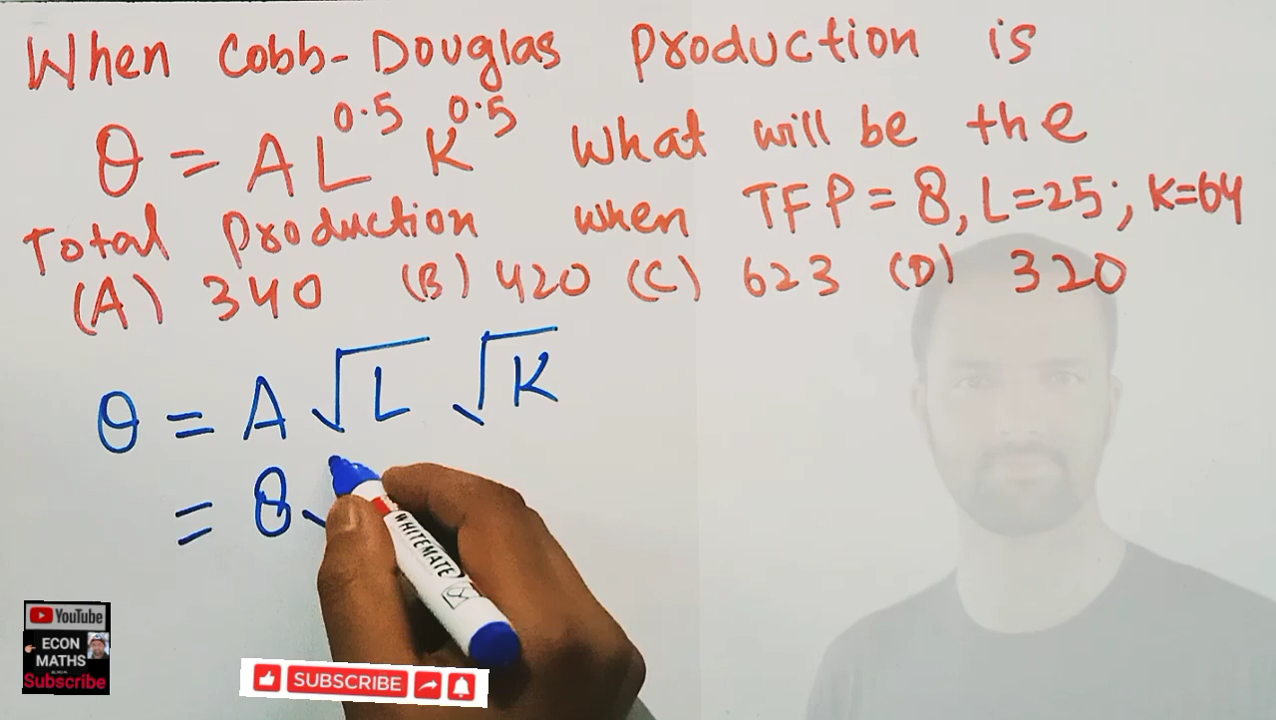 When Cobb-Douglas Production is
Q = A L^0.5 K^0.5 What will be the
Total Production when TFP = 8, L=25; K=64
(A) 340 (B) 420 (C) 623 (D) 320
Q = A √L √K
= 8
WHITEMATE
YouTube
ECON
MATHS
Subscribe
SUBSCRIBE